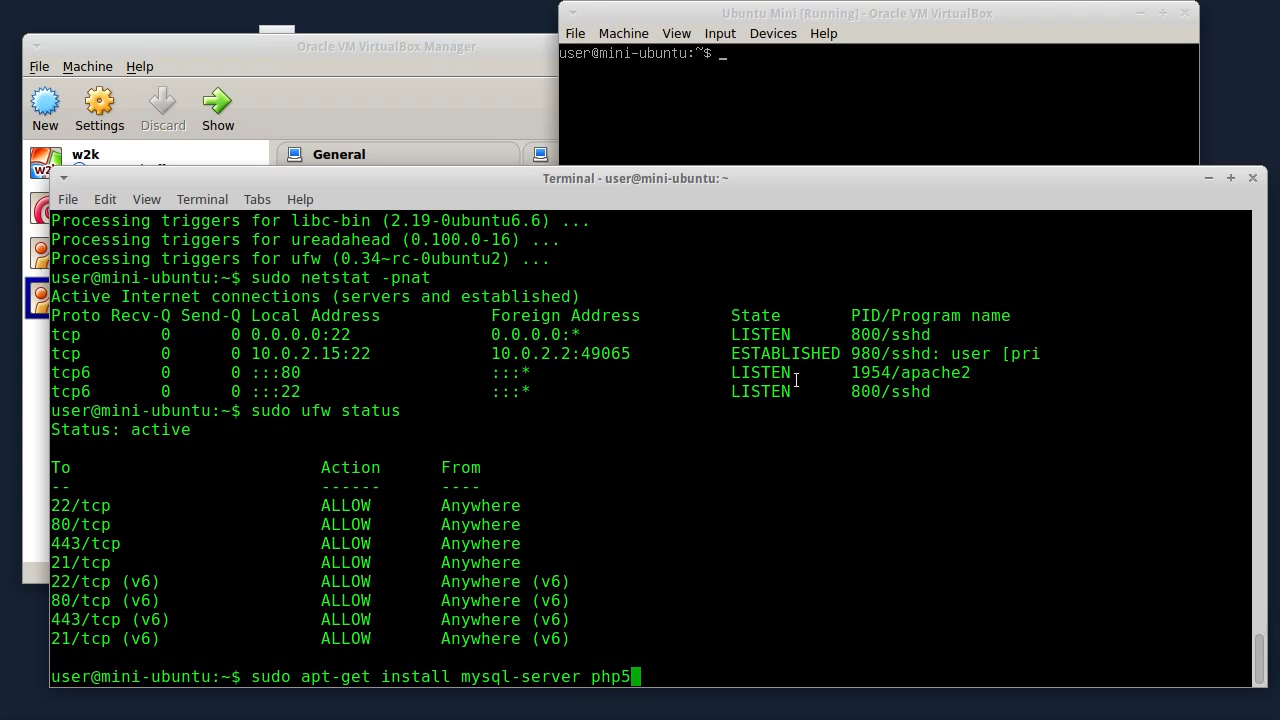 Ubuntu Mini [Running] - Oracle VM VirtualBox
File Machine View Input Devices Help
user@mini-ubuntu:~$ _
Oracle VM VirtualBox Manager
File Machine Help
New Settings Discard Show
w2k
General
Terminal - user@mini-ubuntu: ~
File Edit View Terminal Tabs Help
Processing triggers for libc-bin (2.19-0ubuntu6.6) ...
Processing triggers for ureadahead (0.100.0-16) ...
Processing triggers for ufw (0.34~rc-0ubuntu2) ...
user@mini-ubuntu:~$ sudo netstat -pnat
Active Internet connections (servers and established)
Proto Recv-Q Send-Q Local Address           Foreign Address         State       PID/Program name
tcp        0      0 0.0.0.0:22              0.0.0.0:*               LISTEN      800/sshd
tcp        0      0 10.0.2.15:22            10.0.2.2:49065          ESTABLISHED 980/sshd: user [pri
tcp6       0      0 :::80                   :::*                    LISTEN      1954/apache2
tcp6       0      0 :::22                   :::*                    LISTEN      800/sshd
user@mini-ubuntu:~$ sudo ufw status
Status: active
To                         Action      From
--                         ------      ----
22/tcp                     ALLOW       Anywhere
80/tcp                     ALLOW       Anywhere
443/tcp                    ALLOW       Anywhere
21/tcp                     ALLOW       Anywhere
22/tcp (v6)                ALLOW       Anywhere (v6)
80/tcp (v6)                ALLOW       Anywhere (v6)
443/tcp (v6)               ALLOW       Anywhere (v6)
21/tcp (v6)                ALLOW       Anywhere (v6)
user@mini-ubuntu:~$ sudo apt-get install mysql-server php5